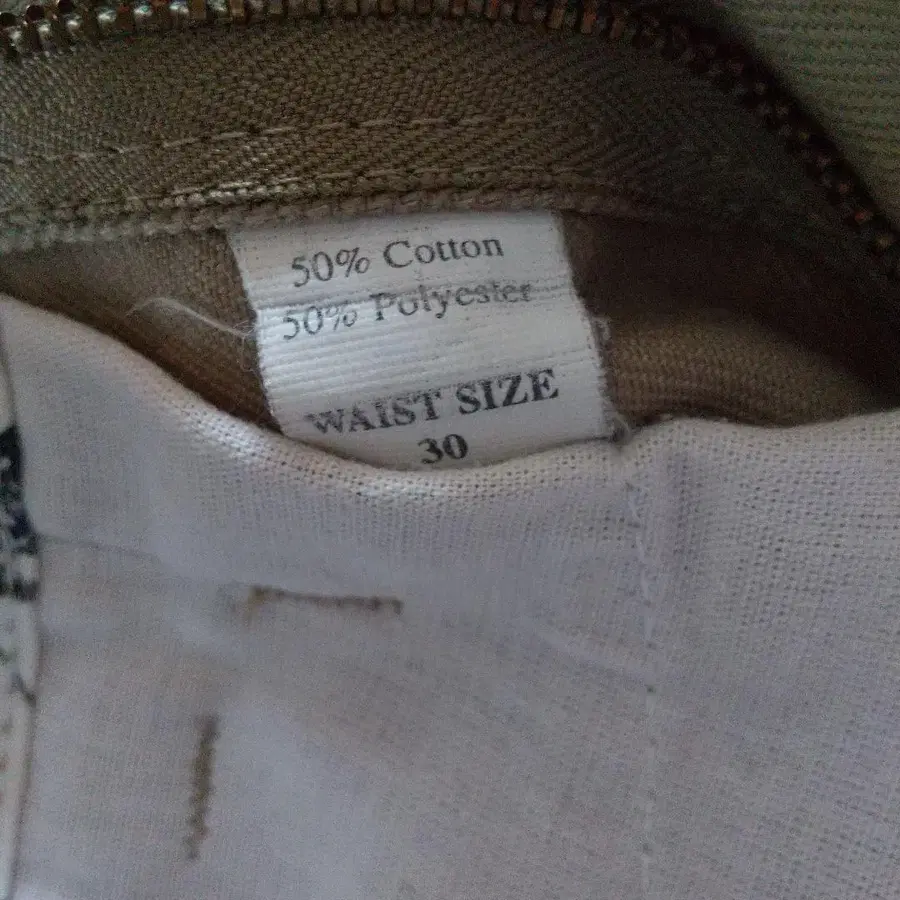 50% Cotton
50% Polyester
WAIST SIZE
30